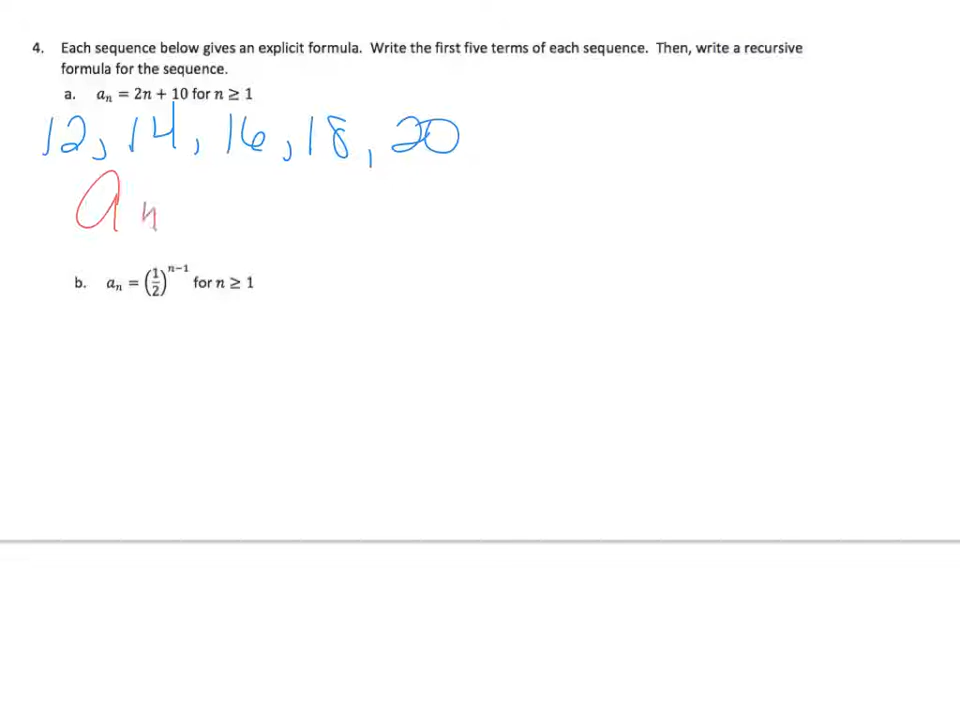 4. Each sequence below gives an explicit formula. Write the first five terms of each sequence. Then, write a recursive
formula for the sequence.
a. aₙ = 2n + 10 for n ≥ 1
12, 14, 16, 18, 20
aₙ
b. aₙ = (1/2)ⁿ⁻¹ for n ≥ 1